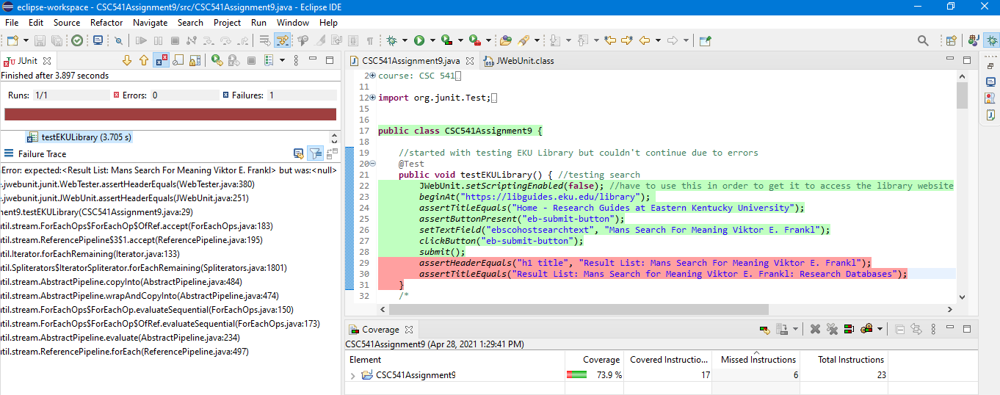 eclipse-workspace - CSC541Assignment9/src/CSC541Assignment9.java - Eclipse IDE
File Edit Source Refactor Navigate Search Project Run Window Help
JUnit
Finished after 3.897 seconds
Runs: 1/1 Errors: 0 Failures: 1
testEKULibrary (3.705 s)
Failure Trace
Error: expected:<Result List: Mans Search For Meaning Viktor E. Frankl> but was:<null>
e.jwebunit.junit.WebTester.assertHeaderEquals(WebTester.java:380)
e.jwebunit.junit.JWebUnit.assertHeaderEquals(JWebUnit.java:251)
ment9.testEKULibrary(CSC541Assignment9.java:29)
util.stream.ForEachOps$ForEachOp$OfRef.accept(ForEachOps.java:183)
util.stream.ReferencePipeline$3$1.accept(ReferencePipeline.java:195)
util.Iterator.forEachRemaining(Iterator.java:133)
util.Spliterators$IteratorSpliterator.forEachRemaining(Spliterators.java:1801)
util.stream.AbstractPipeline.copyInto(AbstractPipeline.java:484)
util.stream.AbstractPipeline.wrapAndCopyInto(AbstractPipeline.java:474)
util.stream.ForEachOps$ForEachOp.evaluateSequential(ForEachOps.java:150)
util.stream.ForEachOps$ForEachOp$OfRef.evaluateSequential(ForEachOps.java:173)
util.stream.AbstractPipeline.evaluate(AbstractPipeline.java:234)
util.stream.ReferencePipeline.forEach(ReferencePipeline.java:497)
CSC541Assignment9.java JWebUnit.class
2 course: CSC 541
11
12 import org.junit.Test;
15
16
17 public class CSC541Assignment9 {
18
19 //started with testing EKU Library but couldn't continue due to errors
20 @Test
21 public void testEKULibrary() { //testing search
22 JWebUnit.setScriptingEnabled(false); //have to use this in order to get it to access the library website
23 beginAt("https://libguides.eku.edu/library");
24 assertTitleEquals("Home - Research Guides at Eastern Kentucky University");
25 assertButtonPresent("eb-submit-button");
26 setTextField("ebscohostsearchtext", "Mans Search For Meaning Viktor E. Frankl");
27 clickButton("eb-submit-button");
28 submit();
29 assertHeaderEquals("h1 title", "Result List: Mans Search For Meaning Viktor E. Frankl");
30 assertTitleEquals("Result List: Mans Search for Meaning Viktor E. Frankl: Research Databases");
31 }
32 /*
Coverage
CSC541Assignment9 (Apr 28, 2021 1:29:41 PM)
Element Coverage Covered Instructio... Missed Instructions Total Instructions
CSC541Assignment9 73.9 % 17 6 23